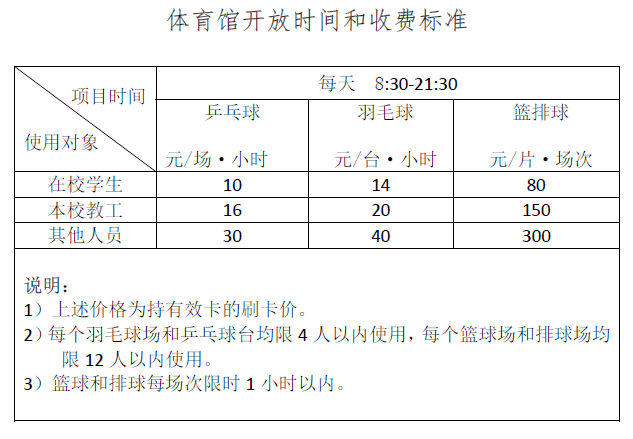 体育馆开放时间和收费标准
项目时间
使用对象
每天 8:30-21:30
乒乓球 羽毛球 篮排球
元/场·小时 元/台·小时 元/片·场次
在校学生 10 14 80
本校教工 16 20 150
其他人员 30 40 300
说明：
1）上述价格为持有效卡的刷卡价。
2）每个羽毛球场和乒乓球台均限 4 人以内使用，每个篮球场和排球场均
限 12 人以内使用。
3）篮球和排球每场次限时 1 小时以内。